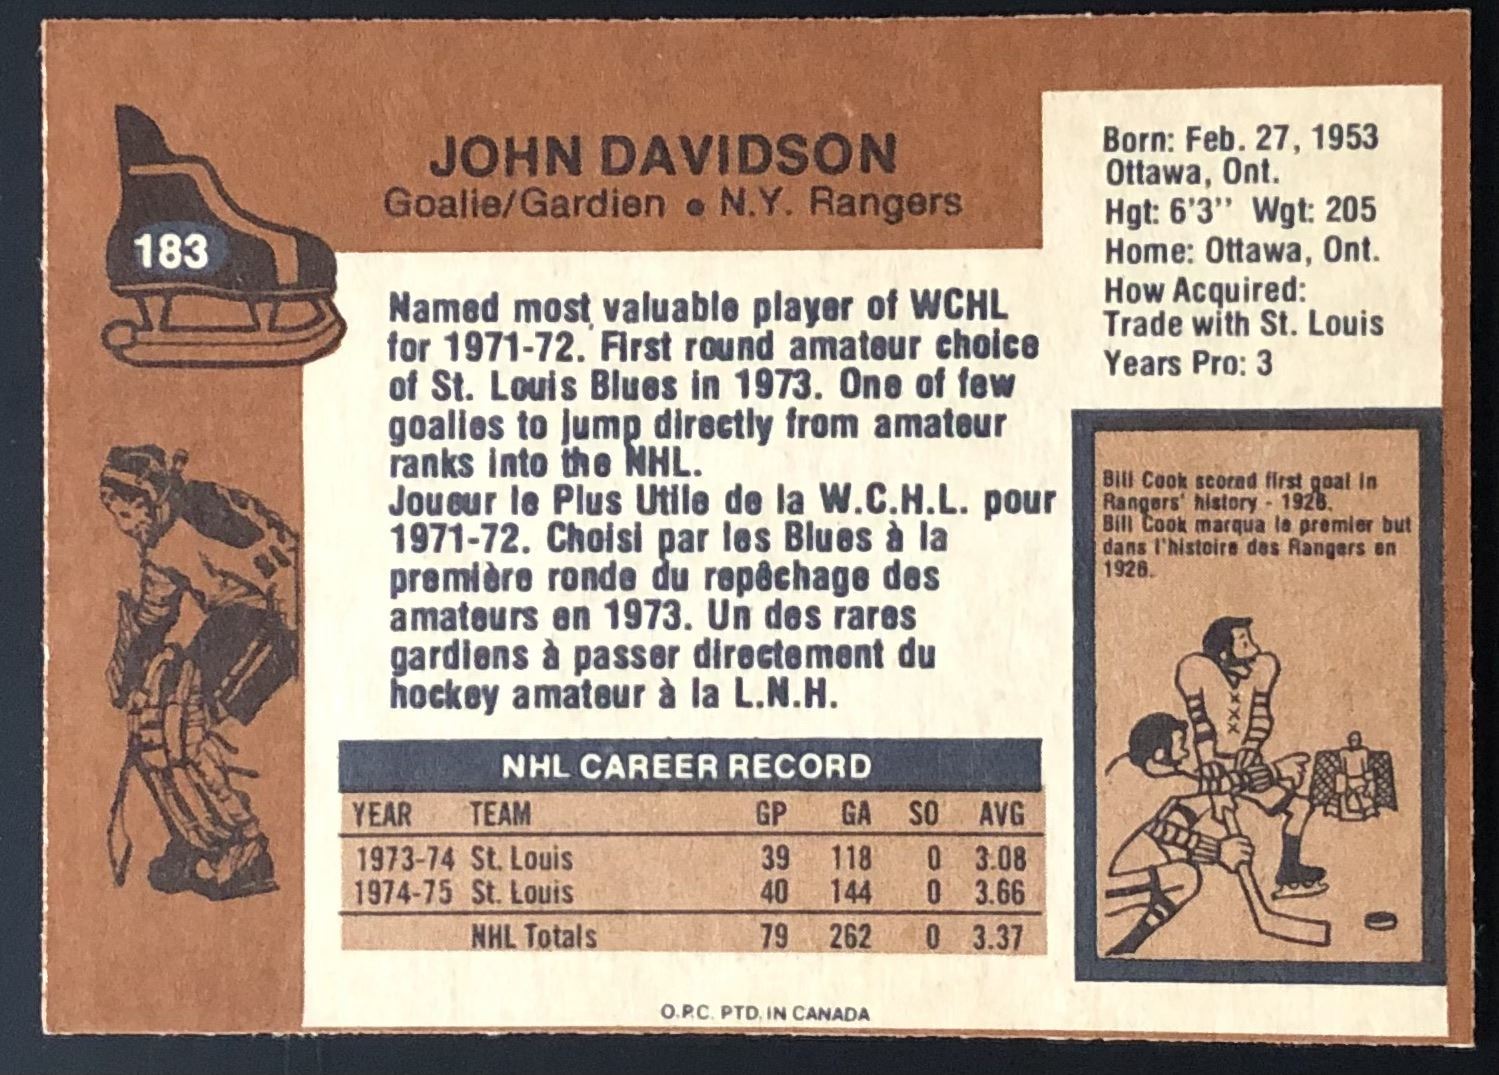 JOHN DAVIDSON
Goalie/Gardien • N.Y. Rangers
183
Born: Feb. 27, 1953
Ottawa, Ont.
Hgt: 6'3'' Wgt: 205
Home: Ottawa, Ont.
How Acquired:
Trade with St. Louis
Years Pro: 3
Named most valuable player of WCHL
for 1971-72. First round amateur choice
of St. Louis Blues in 1973. One of few
goalies to jump directly from amateur
ranks into the NHL.
Joueur le Plus Utile de la W.C.H.L. pour
1971-72. Choisi par les Blues à la
première ronde du repêchage des
amateurs en 1973. Un des rares
gardiens à passer directement du
hockey amateur à la L.N.H.
Bill Cook scored first goal in
Rangers' history - 1926.
Bill Cook marqua le premier but
dans l'histoire des Rangers en
1926.
NHL CAREER RECORD
YEAR TEAM GP GA SO AVG
1973-74 St. Louis 39 118 0 3.08
1974-75 St. Louis 40 144 0 3.66
NHL Totals 79 262 0 3.37
O.P.C. PTD. IN CANADA